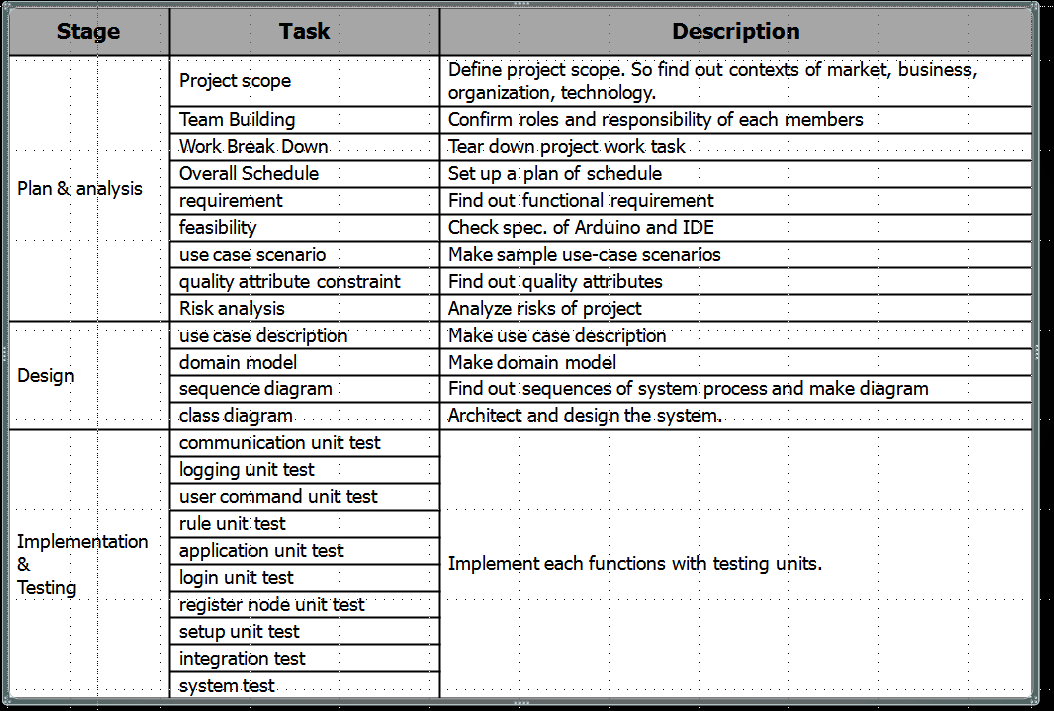 Stage Task Description
Plan & analysis
Project scope
Define project scope. So find out contexts of market, business,
organization, technology.
Team Building Confirm roles and responsibility of each members
Work Break Down Tear down project work task
Overall Schedule Set up a plan of schedule
requirement Find out functional requirement
feasibility Check spec. of Arduino and IDE
use case scenario Make sample use-case scenarios
quality attribute constraint Find out quality attributes
Risk analysis Analyze risks of project
Design
use case description Make use case description
domain model Make domain model
sequence diagram Find out sequences of system process and make diagram
class diagram Architect and design the system.
Implementation
&
Testing
communication unit test
logging unit test
user command unit test
rule unit test
application unit test
login unit test
register node unit test
setup unit test
integration test
system test
Implement each functions with testing units.